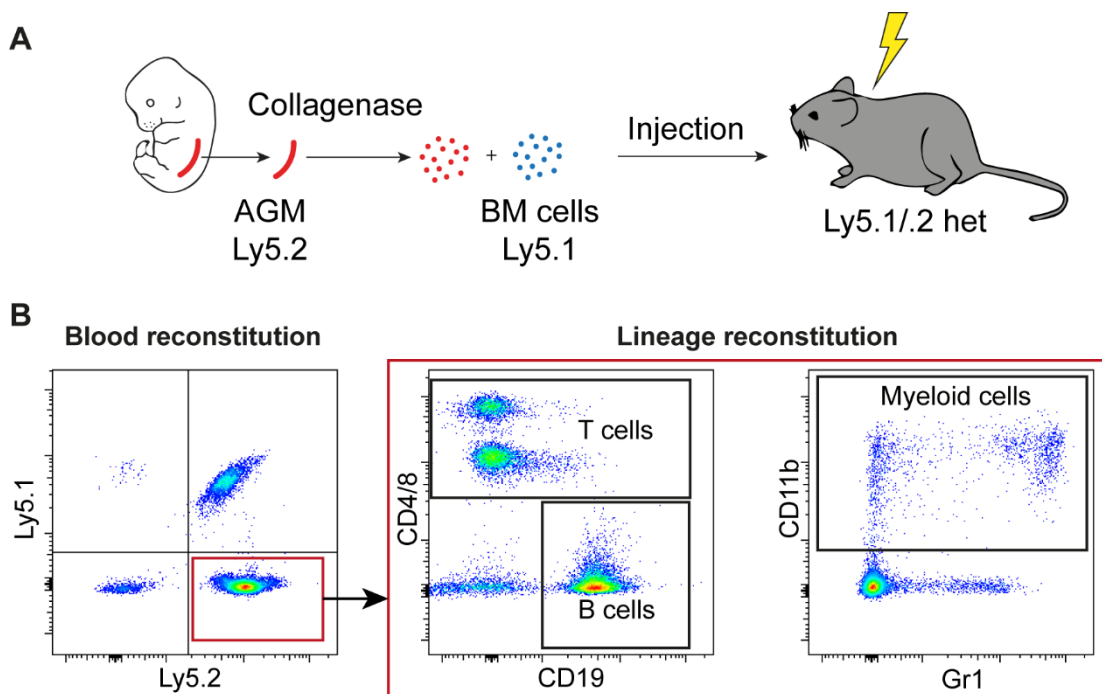 A
Collagenase
Injection
+
AGM
Ly5.2
BM cells
Ly5.1
Ly5.1/.2 het
B
Blood reconstitution
Lineage reconstitution
Ly5.1
Ly5.2
CD4/8
T cells
B cells
CD19
CD11b
Myeloid cells
Gr1